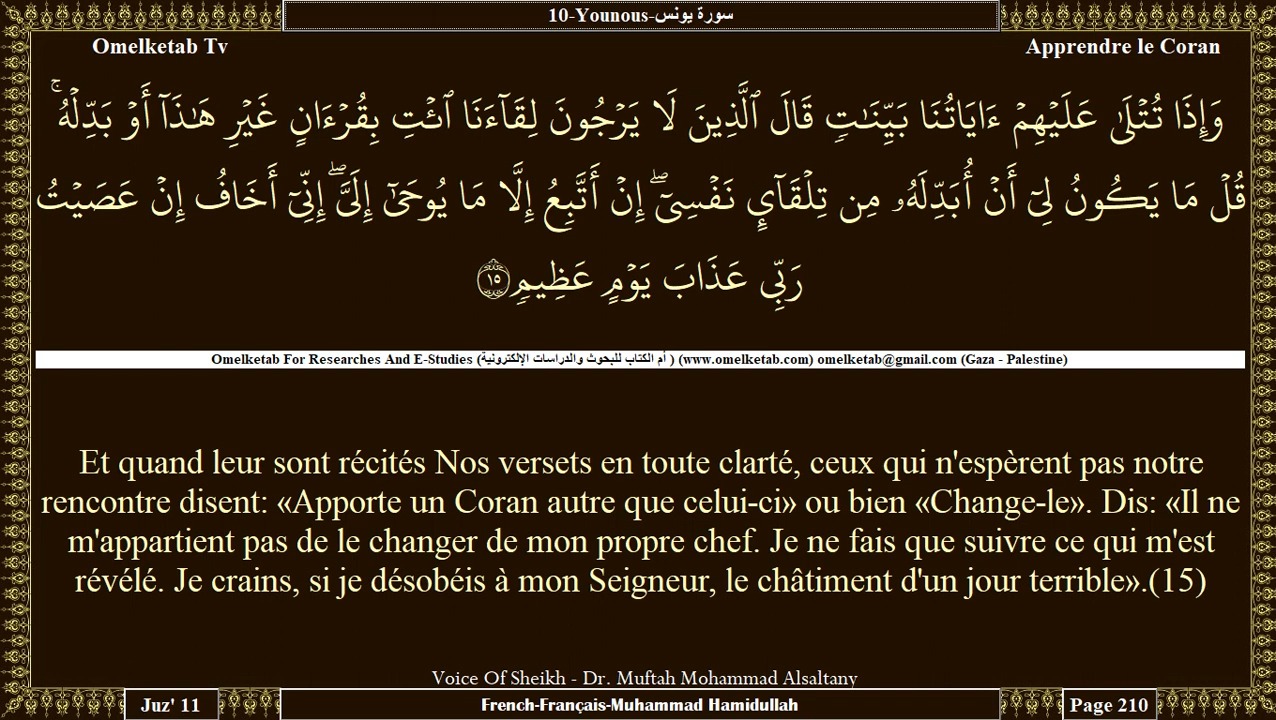 10-Younous-سورة يونس
Omelketab Tv
Apprendre le Coran
وَإِذَا تُتْلَىٰ عَلَيْهِمْ ءَايَاتُنَا بَيِّنَاتٍ قَالَ ٱلَّذِينَ لَا يَرْجُونَ لِقَآءَنَا ٱئْتِ بِقُرْءَانٍ غَيْرِ هَٰذَآ أَوْ بَدِّلْهُ ۚ
قُلْ مَا يَكُونُ لِىٓ أَنْ أُبَدِّلَهُۥ مِن تِلْقَآئِ نَفْسِىٓ ۖ إِنْ أَتَّبِعُ إِلَّا مَا يُوحَىٰٓ إِلَىَّ ۖ إِنِّىٓ أَخَافُ إِنْ عَصَيْتُ
رَبِّى عَذَابَ يَوْمٍ عَظِيمٍ ١٥
Omelketab For Researches And E-Studies (أم الكتاب للبحوث والدراسات الإلكترونية ) (www.omelketab.com) omelketab@gmail.com (Gaza - Palestine)
Et quand leur sont récités Nos versets en toute clarté, ceux qui n'espèrent pas notre
rencontre disent: «Apporte un Coran autre que celui-ci» ou bien «Change-le». Dis: «Il ne
m'appartient pas de le changer de mon propre chef. Je ne fais que suivre ce qui m'est
révélé. Je crains, si je désobéis à mon Seigneur, le châtiment d'un jour terrible».(15)
Voice Of Sheikh - Dr. Muftah Mohammad Alsaltany
Juz' 11
French-Français-Muhammad Hamidullah
Page 210